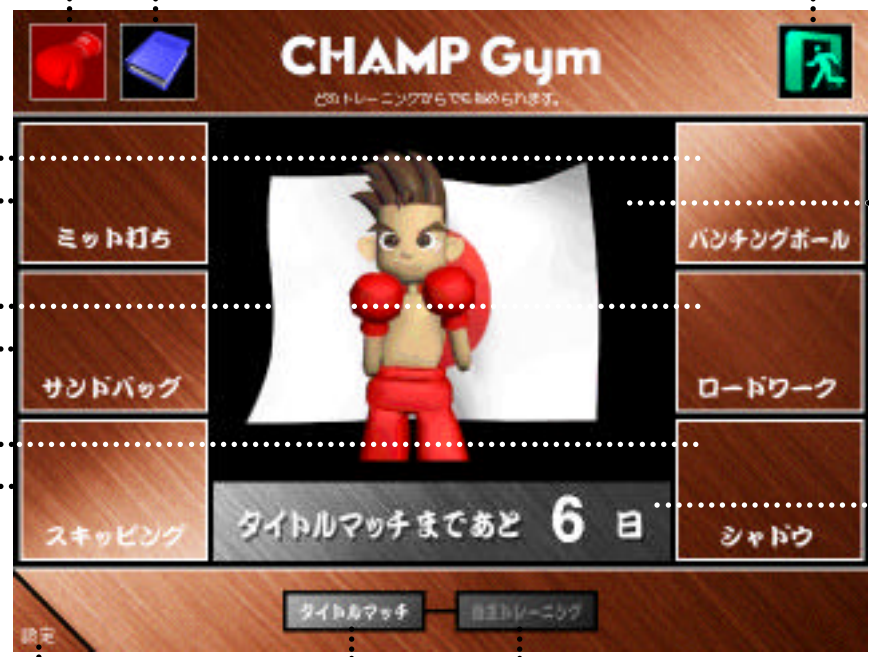 CHAMP Gym
どのトレーニングからでも始められます。
ミット打ち
パンチングボール
サンドバッグ
ロードワーク
スキッピング
シャドウ
タイトルマッチまであと 6 日
タイトルマッチ
自主トレーニング
設定